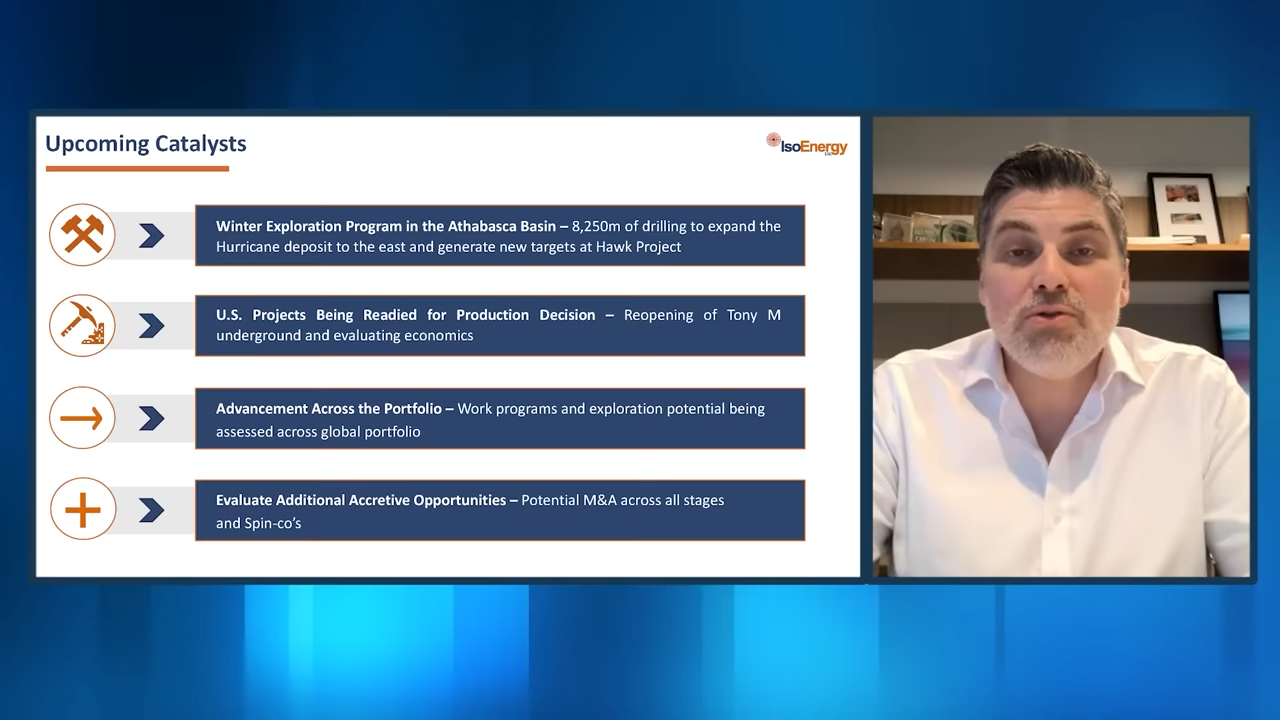 Upcoming Catalysts
IsoEnergy
Winter Exploration Program in the Athabasca Basin – 8,250m of drilling to expand the
Hurricane deposit to the east and generate new targets at Hawk Project
U.S. Projects Being Readied for Production Decision – Reopening of Tony M
underground and evaluating economics
Advancement Across the Portfolio – Work programs and exploration potential being
assessed across global portfolio
Evaluate Additional Accretive Opportunities – Potential M&A across all stages
and Spin-co’s